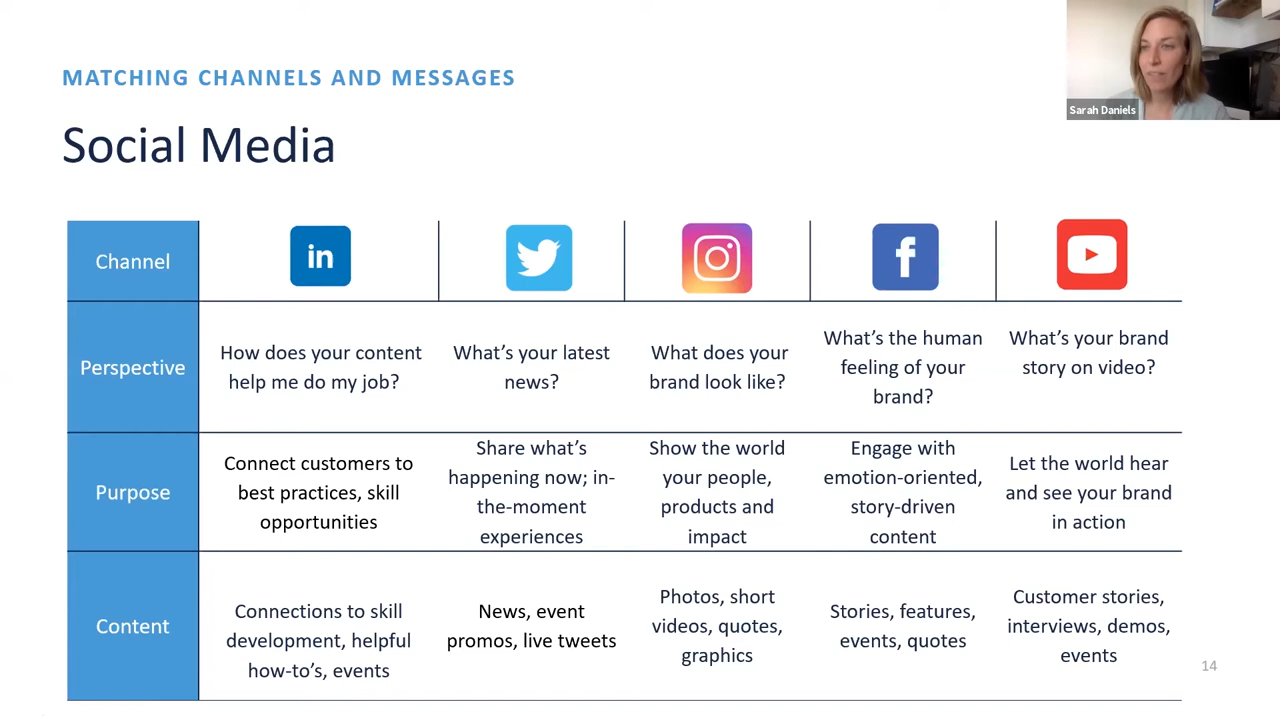 MATCHING CHANNELS AND MESSAGES
Sarah Daniels
Social Media
Channel
in
f
Perspective
How does your content
help me do my job?
What's your latest
news?
What does your
brand look like?
What's the human
feeling of your
brand?
What's your brand
story on video?
Purpose
Connect customers to
best practices, skill
opportunities
Share what's
happening now; in-
the-moment
experiences
Show the world
your people,
products and
impact
Engage with
emotion-oriented,
story-driven
content
Let the world hear
and see your brand
in action
Content
Connections to skill
development, helpful
how-to's, events
News, event
promos, live tweets
Photos, short
videos, quotes,
graphics
Stories, features,
events, quotes
Customer stories,
interviews, demos,
events
14